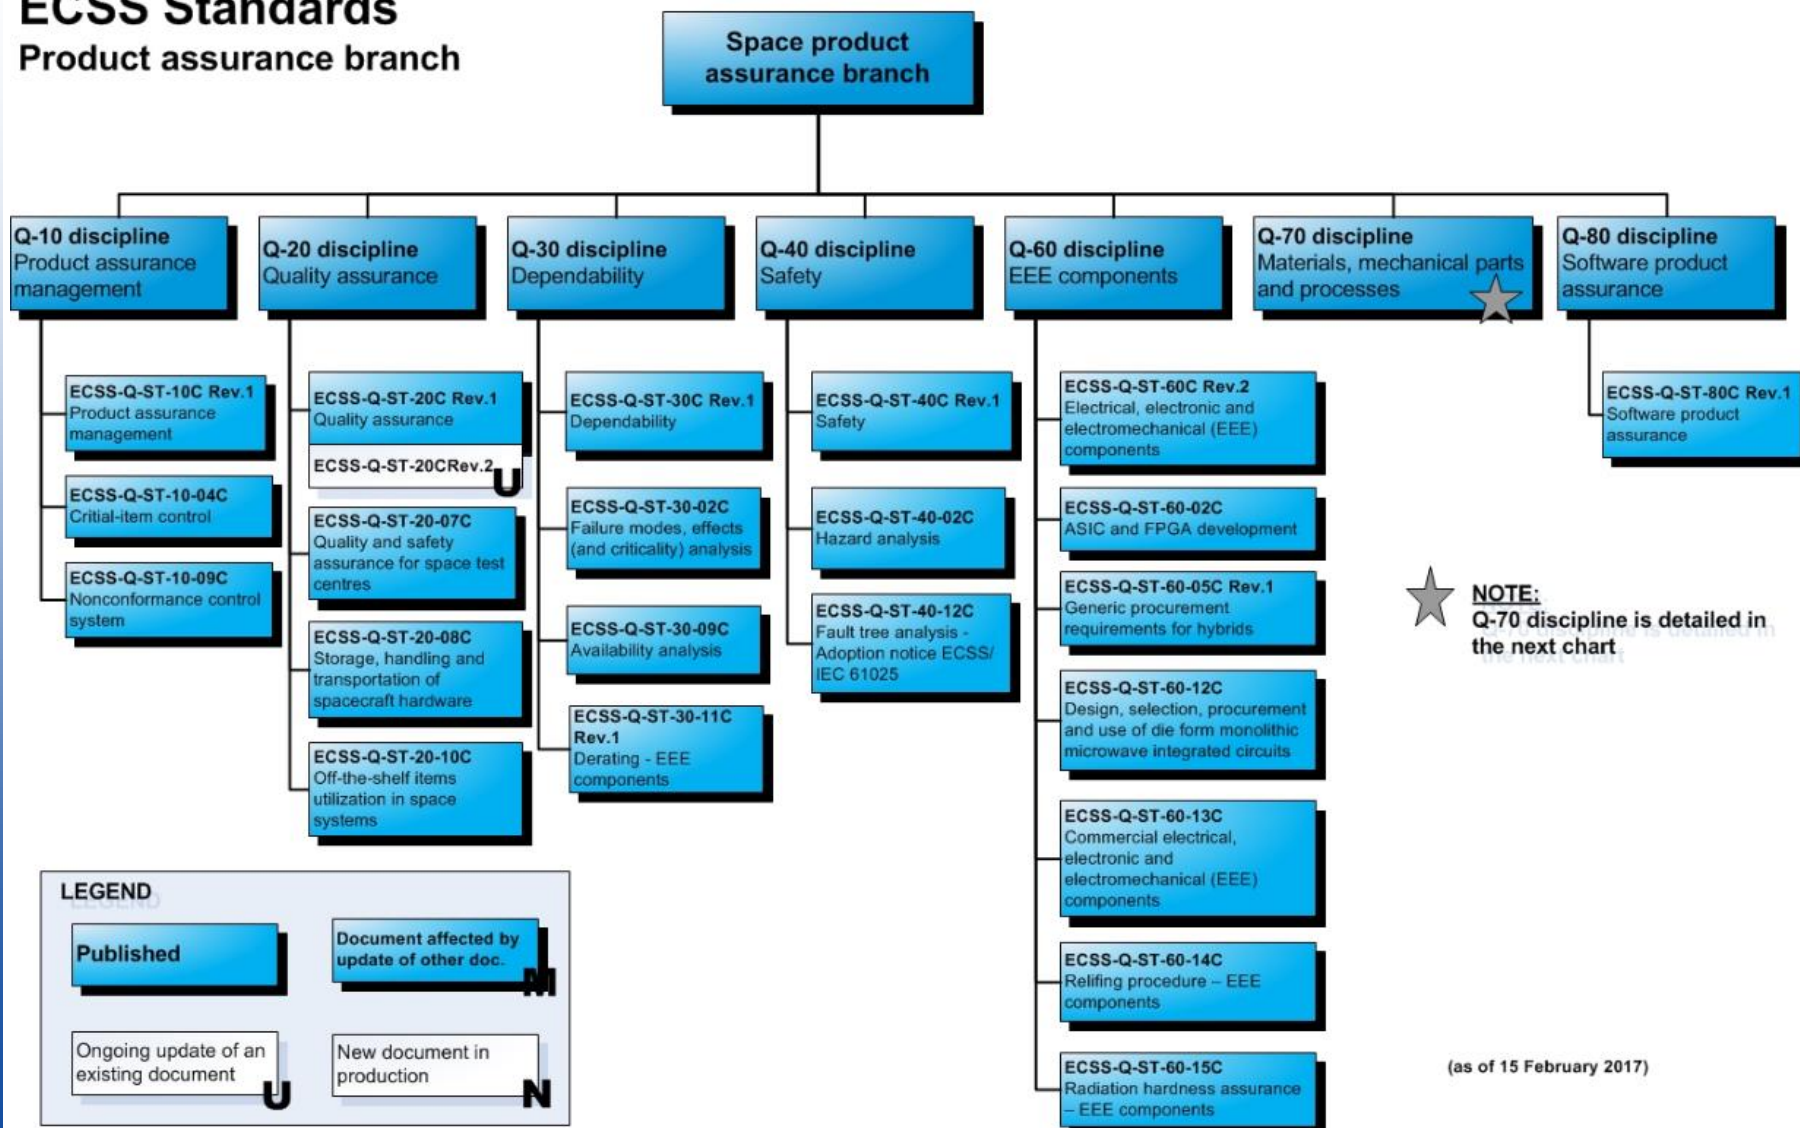 ECSS Standards
Product assurance branch
Space product
assurance branch
Q-10 discipline
Product assurance
management
Q-20 discipline
Quality assurance
Q-30 discipline
Dependability
Q-40 discipline
Safety
Q-60 discipline
EEE components
Q-70 discipline
Materials, mechanical parts
and processes
Q-80 discipline
Software product
assurance
ECSS-Q-ST-10C Rev.1
Product assurance
management
ECSS-Q-ST-10-04C
Critial-item control
ECSS-Q-ST-10-09C
Nonconformance control
system
ECSS-Q-ST-20C Rev.1
Quality assurance
ECSS-Q-ST-20CRev.2
U
ECSS-Q-ST-20-07C
Quality and safety
assurance for space test
centres
ECSS-Q-ST-20-08C
Storage, handling and
transportation of
spacecraft hardware
ECSS-Q-ST-20-10C
Off-the-shelf items
utilization in space
systems
ECSS-Q-ST-30C Rev.1
Dependability
ECSS-Q-ST-30-02C
Failure modes, effects
(and criticality) analysis
ECSS-Q-ST-30-09C
Availability analysis
ECSS-Q-ST-30-11C
Rev.1
Derating - EEE
components
ECSS-Q-ST-40C Rev.1
Safety
ECSS-Q-ST-40-02C
Hazard analysis
ECSS-Q-ST-40-12C
Fault tree analysis -
Adoption notice ECSS/
IEC 61025
ECSS-Q-ST-60C Rev.2
Electrical, electronic and
electromechanical (EEE)
components
ECSS-Q-ST-60-02C
ASIC and FPGA development
ECSS-Q-ST-60-05C Rev.1
Generic procurement
requirements for hybrids
ECSS-Q-ST-60-12C
Design, selection, procurement
and use of die form monolithic
microwave integrated circuits
ECSS-Q-ST-60-13C
Commercial electrical,
electronic and
electromechanical (EEE)
components
ECSS-Q-ST-60-14C
Relifing procedure – EEE
components
ECSS-Q-ST-60-15C
Radiation hardness assurance
– EEE components
ECSS-Q-ST-80C Rev.1
Software product
assurance
NOTE:
Q-70 discipline is detailed in
the next chart
LEGEND
Published
Document affected by
update of other doc.
M
Ongoing update of an
existing document
U
New document in
production
N
(as of 15 February 2017)